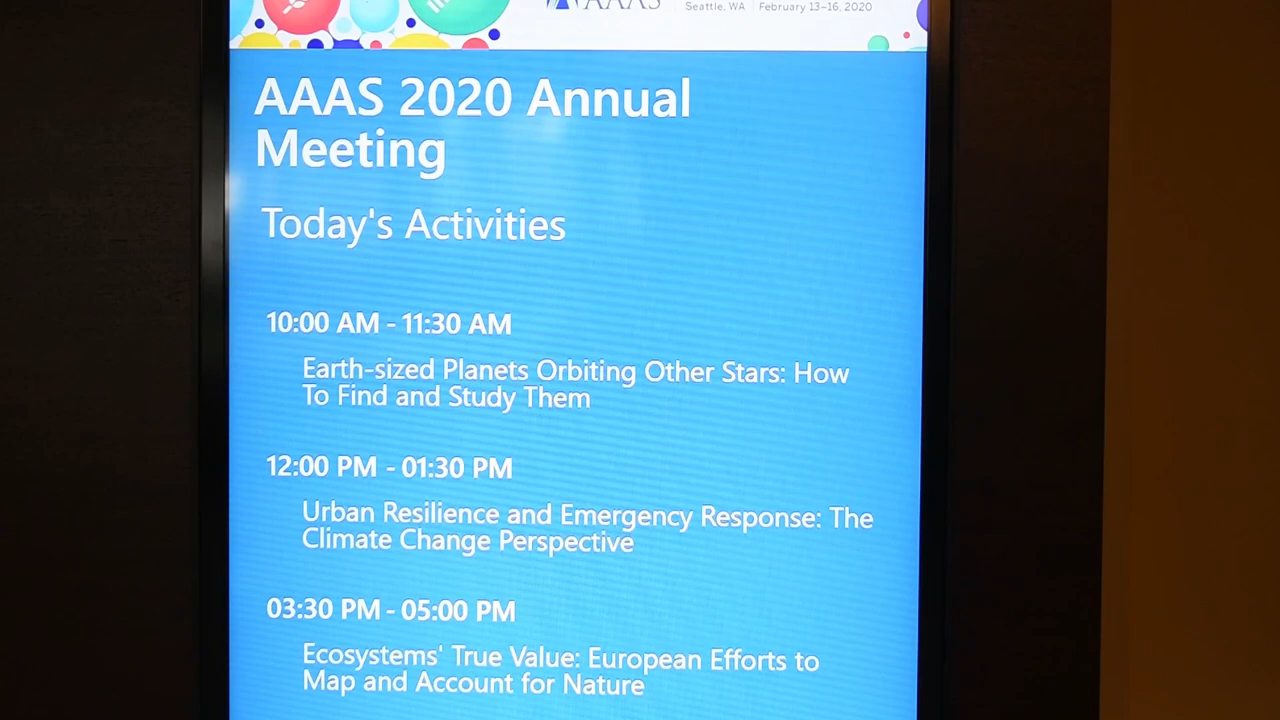 AAAS
Seattle, WA | February 13–16, 2020
AAAS 2020 Annual
Meeting
Today's Activities
10:00 AM - 11:30 AM
Earth-sized Planets Orbiting Other Stars: How
To Find and Study Them
12:00 PM - 01:30 PM
Urban Resilience and Emergency Response: The
Climate Change Perspective
03:30 PM - 05:00 PM
Ecosystems' True Value: European Efforts to
Map and Account for Nature